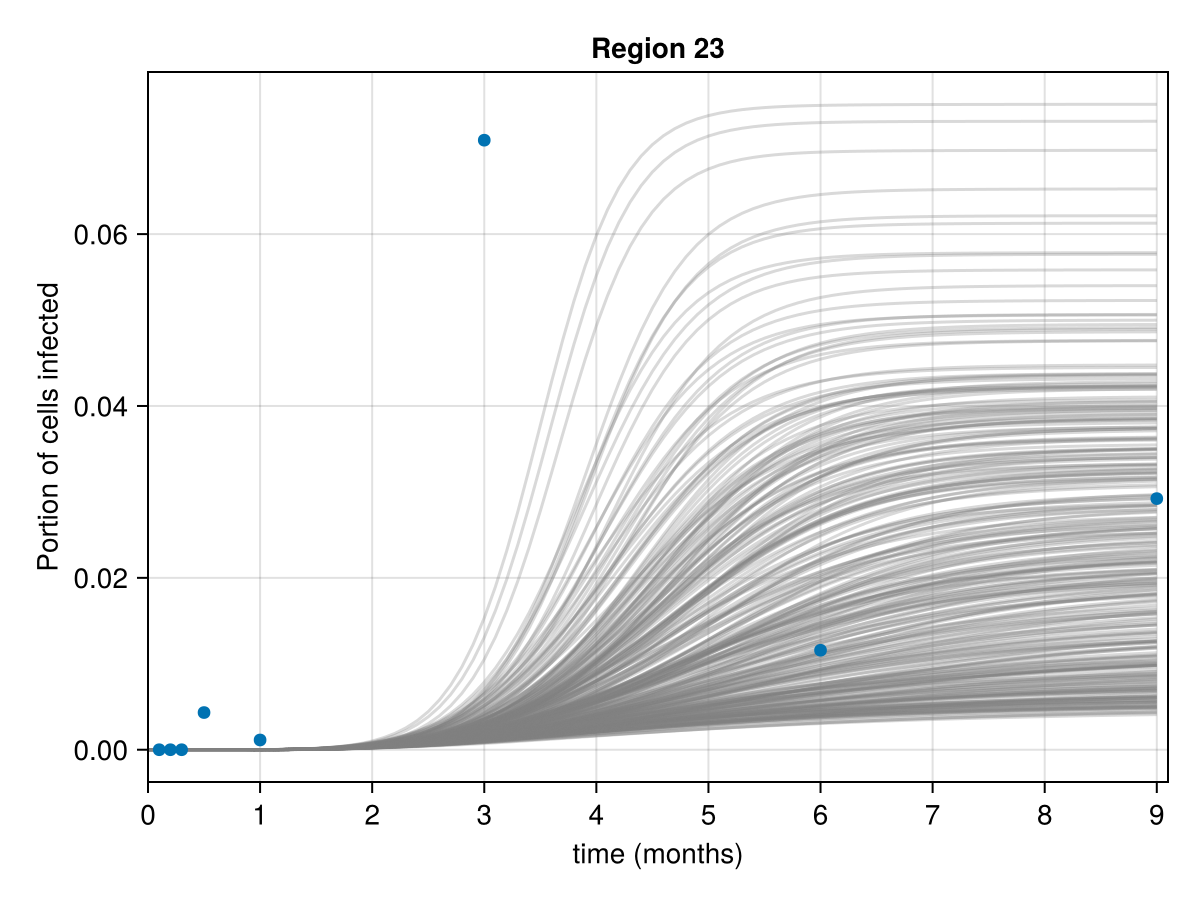 Region 23
Portion of cells infected
0.06
0.04
0.02
0.00
0 1 2 3 4 5 6 7 8 9
time (months)